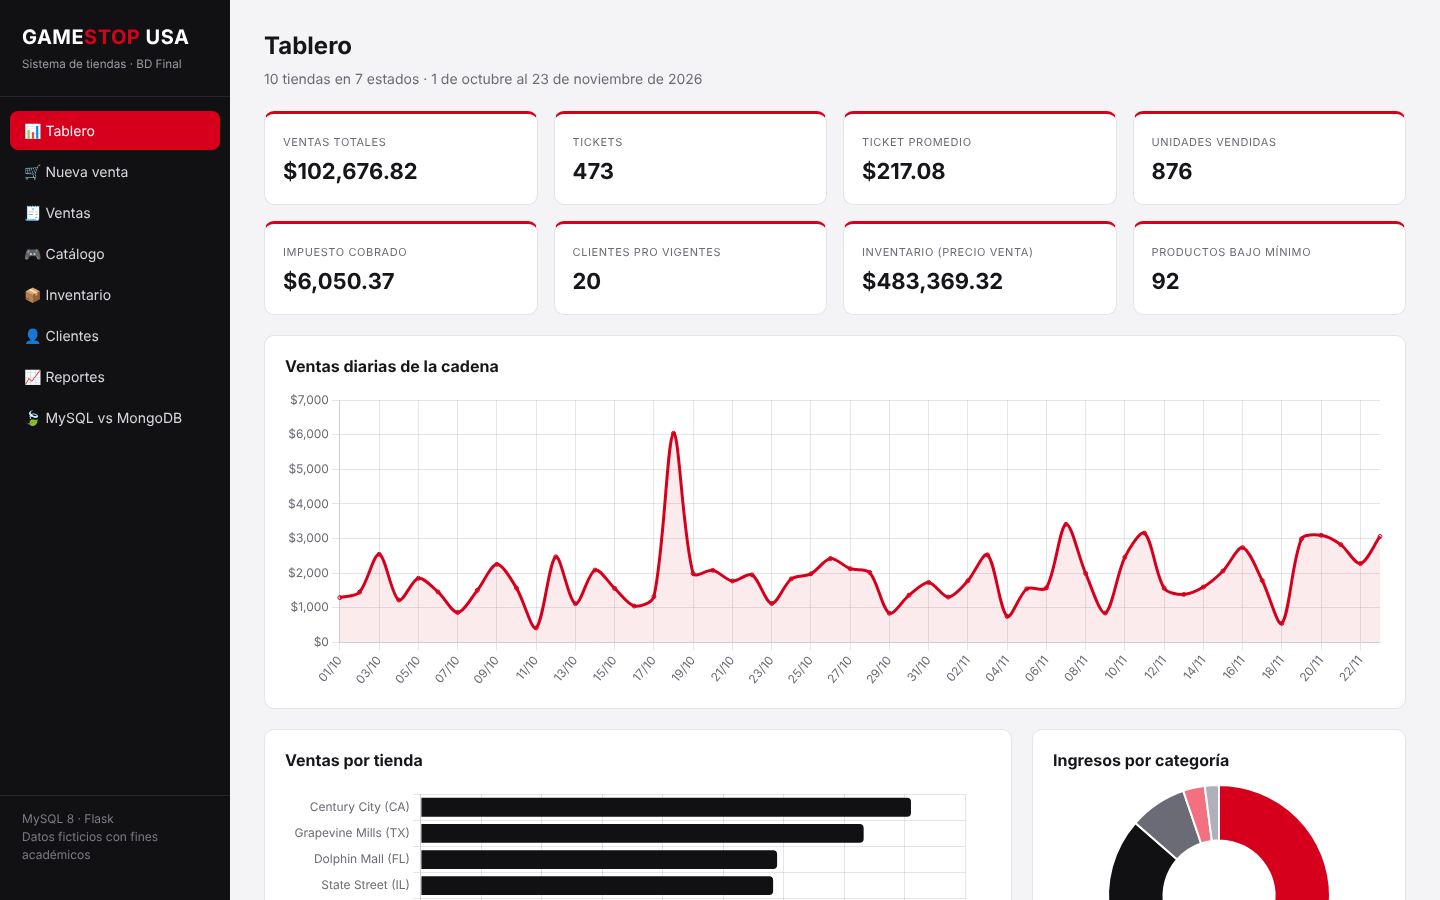 GAMESTOP USA
Sistema de tiendas · BD Final
📊 Tablero
🛒 Nueva venta
🧾 Ventas
🎮 Catálogo
📦 Inventario
👤 Clientes
📈 Reportes
🍃 MySQL vs MongoDB
MySQL 8 · Flask
Datos ficticios con fines
académicos
Tablero
10 tiendas en 7 estados · 1 de octubre al 23 de noviembre de 2026
VENTAS TOTALES
$102,676.82
TICKETS
473
TICKET PROMEDIO
$217.08
UNIDADES VENDIDAS
876
IMPUESTO COBRADO
$6,050.37
CLIENTES PRO VIGENTES
20
INVENTARIO (PRECIO VENTA)
$483,369.32
PRODUCTOS BAJO MÍNIMO
92
Ventas diarias de la cadena
$7,000
$6,000
$5,000
$4,000
$3,000
$2,000
$1,000
$0
01/10 03/10 05/10 07/10 09/10 11/10 13/10 15/10 17/10 19/10 21/10 23/10 25/10 27/10 29/10 31/10 02/11 04/11 06/11 08/11 10/11 12/11 14/11 16/11 18/11 20/11 22/11
Ventas por tienda
Century City (CA)
Grapevine Mills (TX)
Dolphin Mall (FL)
State Street (IL)
Ingresos por categoría